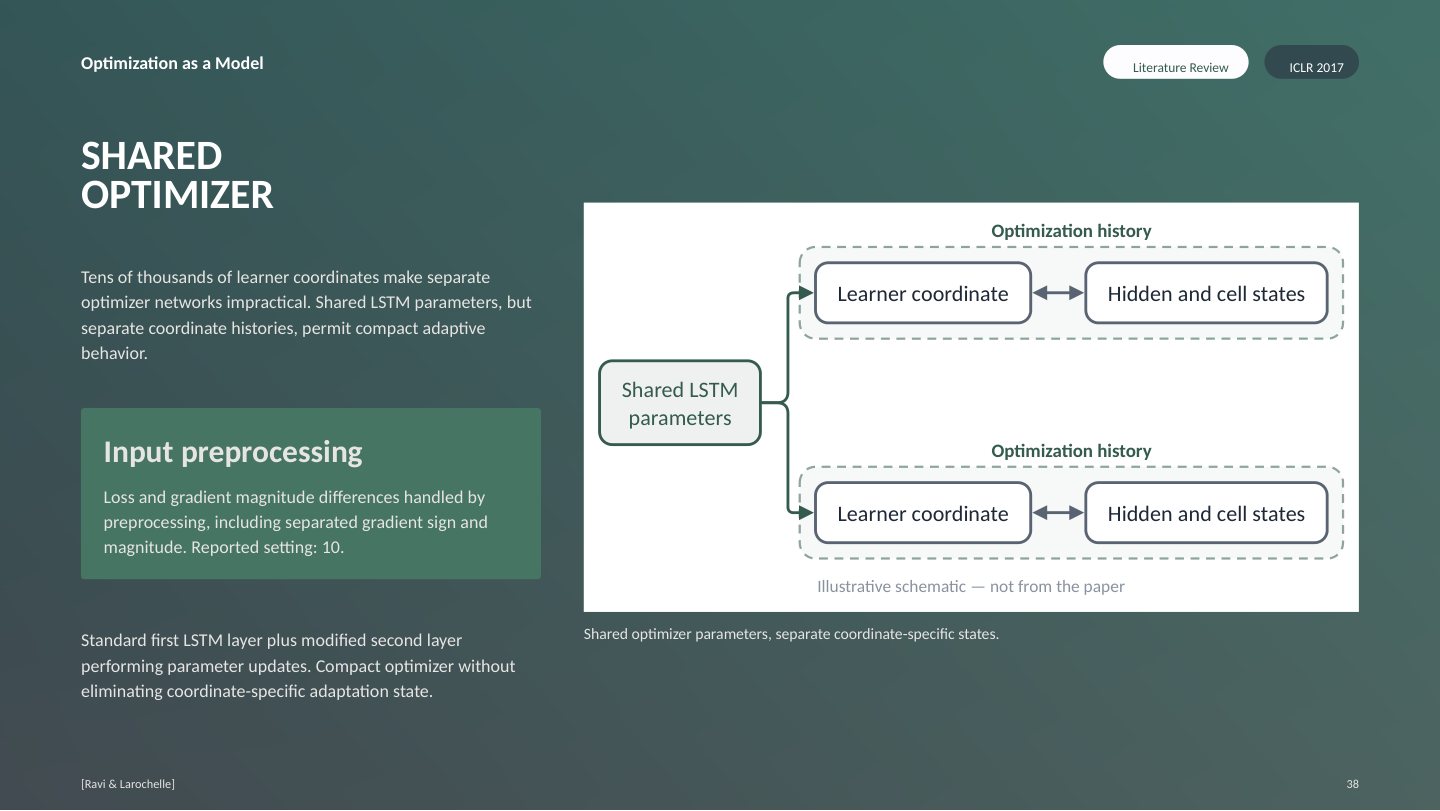 Optimization as a Model
Literature Review
ICLR 2017
SHARED
OPTIMIZER
Tens of thousands of learner coordinates make separate
optimizer networks impractical. Shared LSTM parameters, but
separate coordinate histories, permit compact adaptive
behavior.
Input preprocessing
Loss and gradient magnitude differences handled by
preprocessing, including separated gradient sign and
magnitude. Reported setting: 10.
Standard first LSTM layer plus modified second layer
performing parameter updates. Compact optimizer without
eliminating coordinate-specific adaptation state.
Optimization history
Learner coordinate
Hidden and cell states
Shared LSTM
parameters
Optimization history
Learner coordinate
Hidden and cell states
Illustrative schematic — not from the paper
Shared optimizer parameters, separate coordinate-specific states.
[Ravi & Larochelle]
38